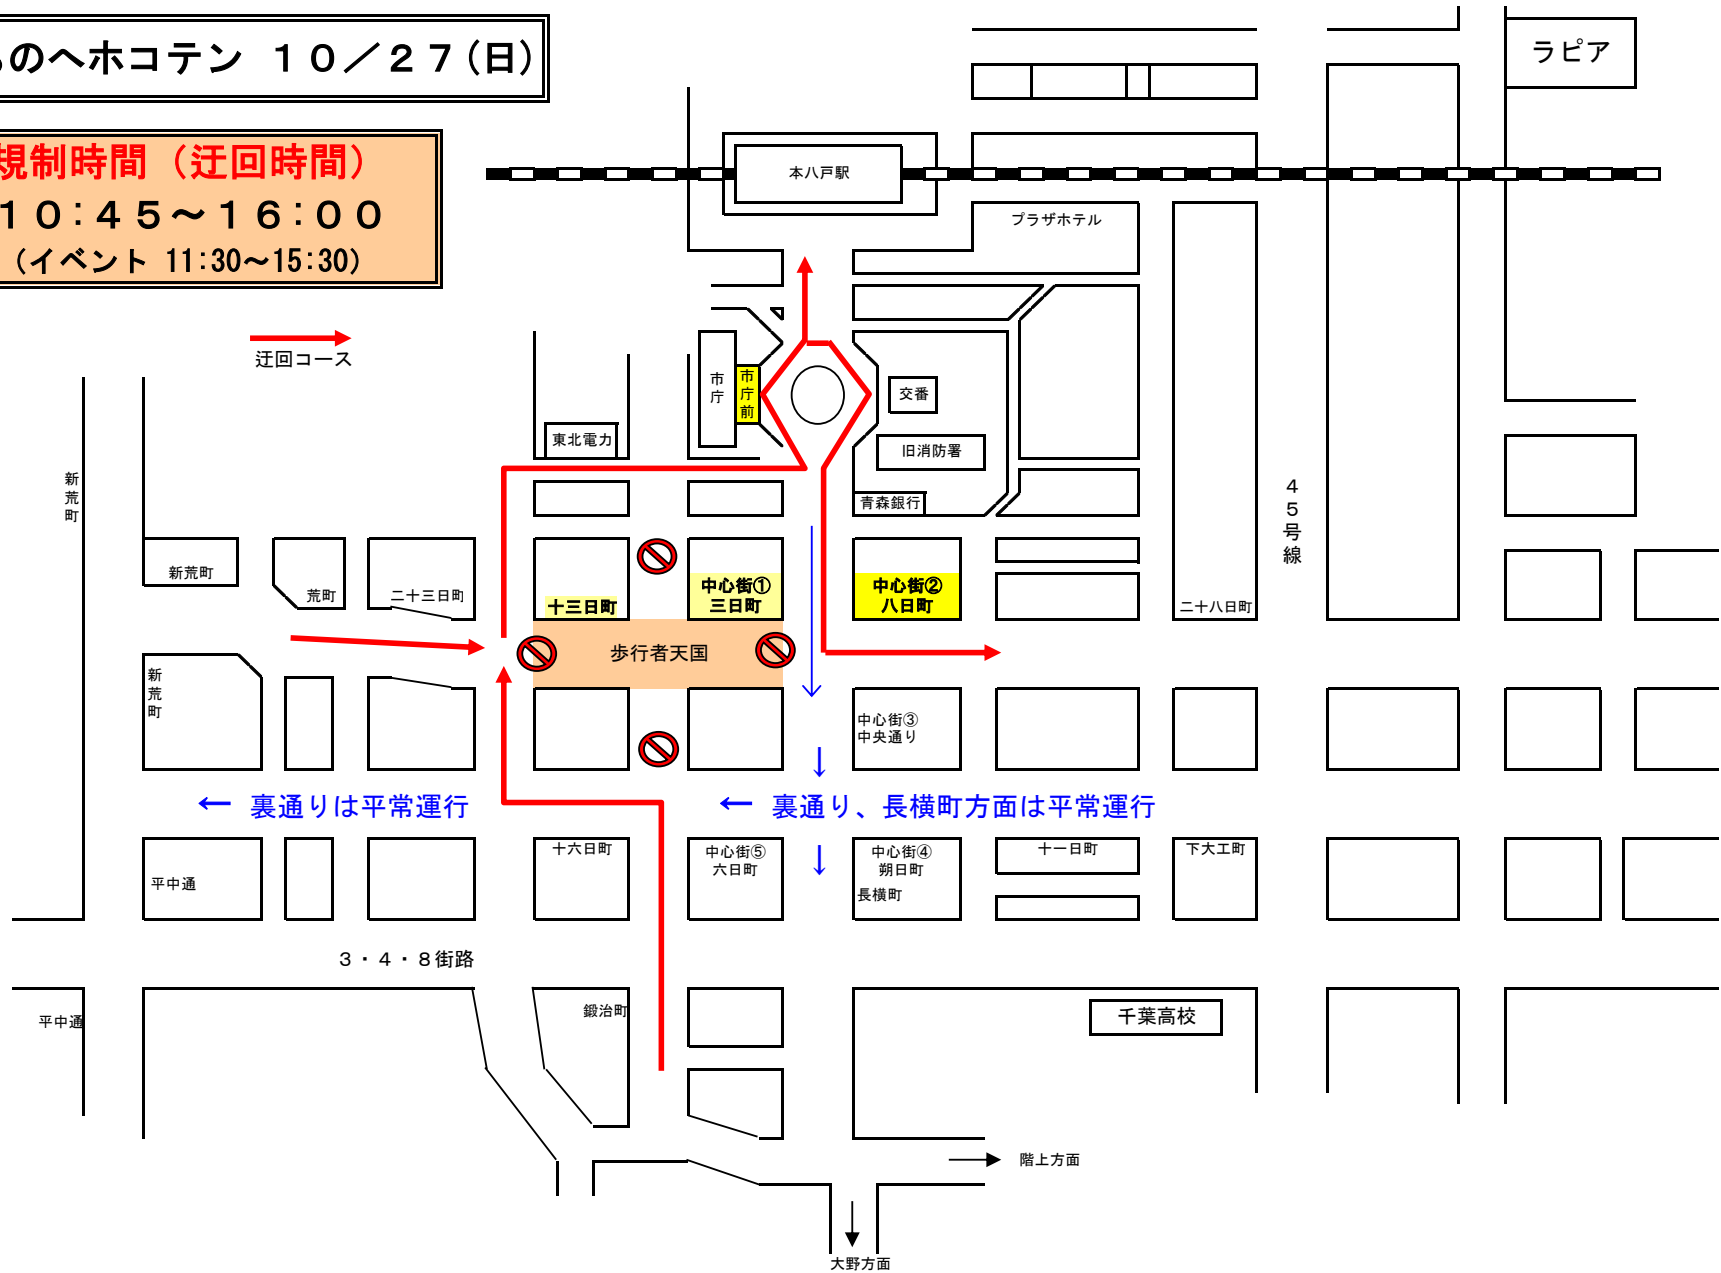 のへホコテン １０／２７(日)
規制時間（迂回時間）
１０：４５～１６：００
（イベント 11:30～15:30）
迂回コース
ラピア
本八戸駅
プラザホテル
市庁
市庁前
交番
東北電力
旧消防署
青森銀行
新荒町
４５号線
新荒町
荒町
二十三日町
十三日町
中心街①
三日町
中心街②
八日町
二十八日町
歩行者天国
新荒町
中心街③
中央通り
← 裏通りは平常運行
← 裏通り、長横町方面は平常運行
↓
↓
平中通
十六日町
中心街⑤
六日町
中心街④
朔日町
長横町
十一日町
下大工町
３・４・８街路
平中通
鍛治町
千葉高校
階上方面
大野方面